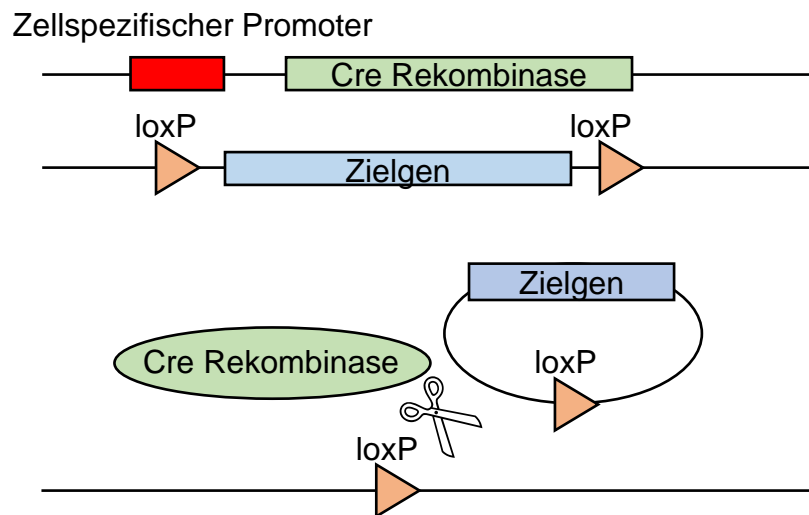 Zellspezifischer Promoter
Cre Rekombinase
loxP
loxP
Zielgen
Zielgen
Cre Rekombinase
loxP
loxP